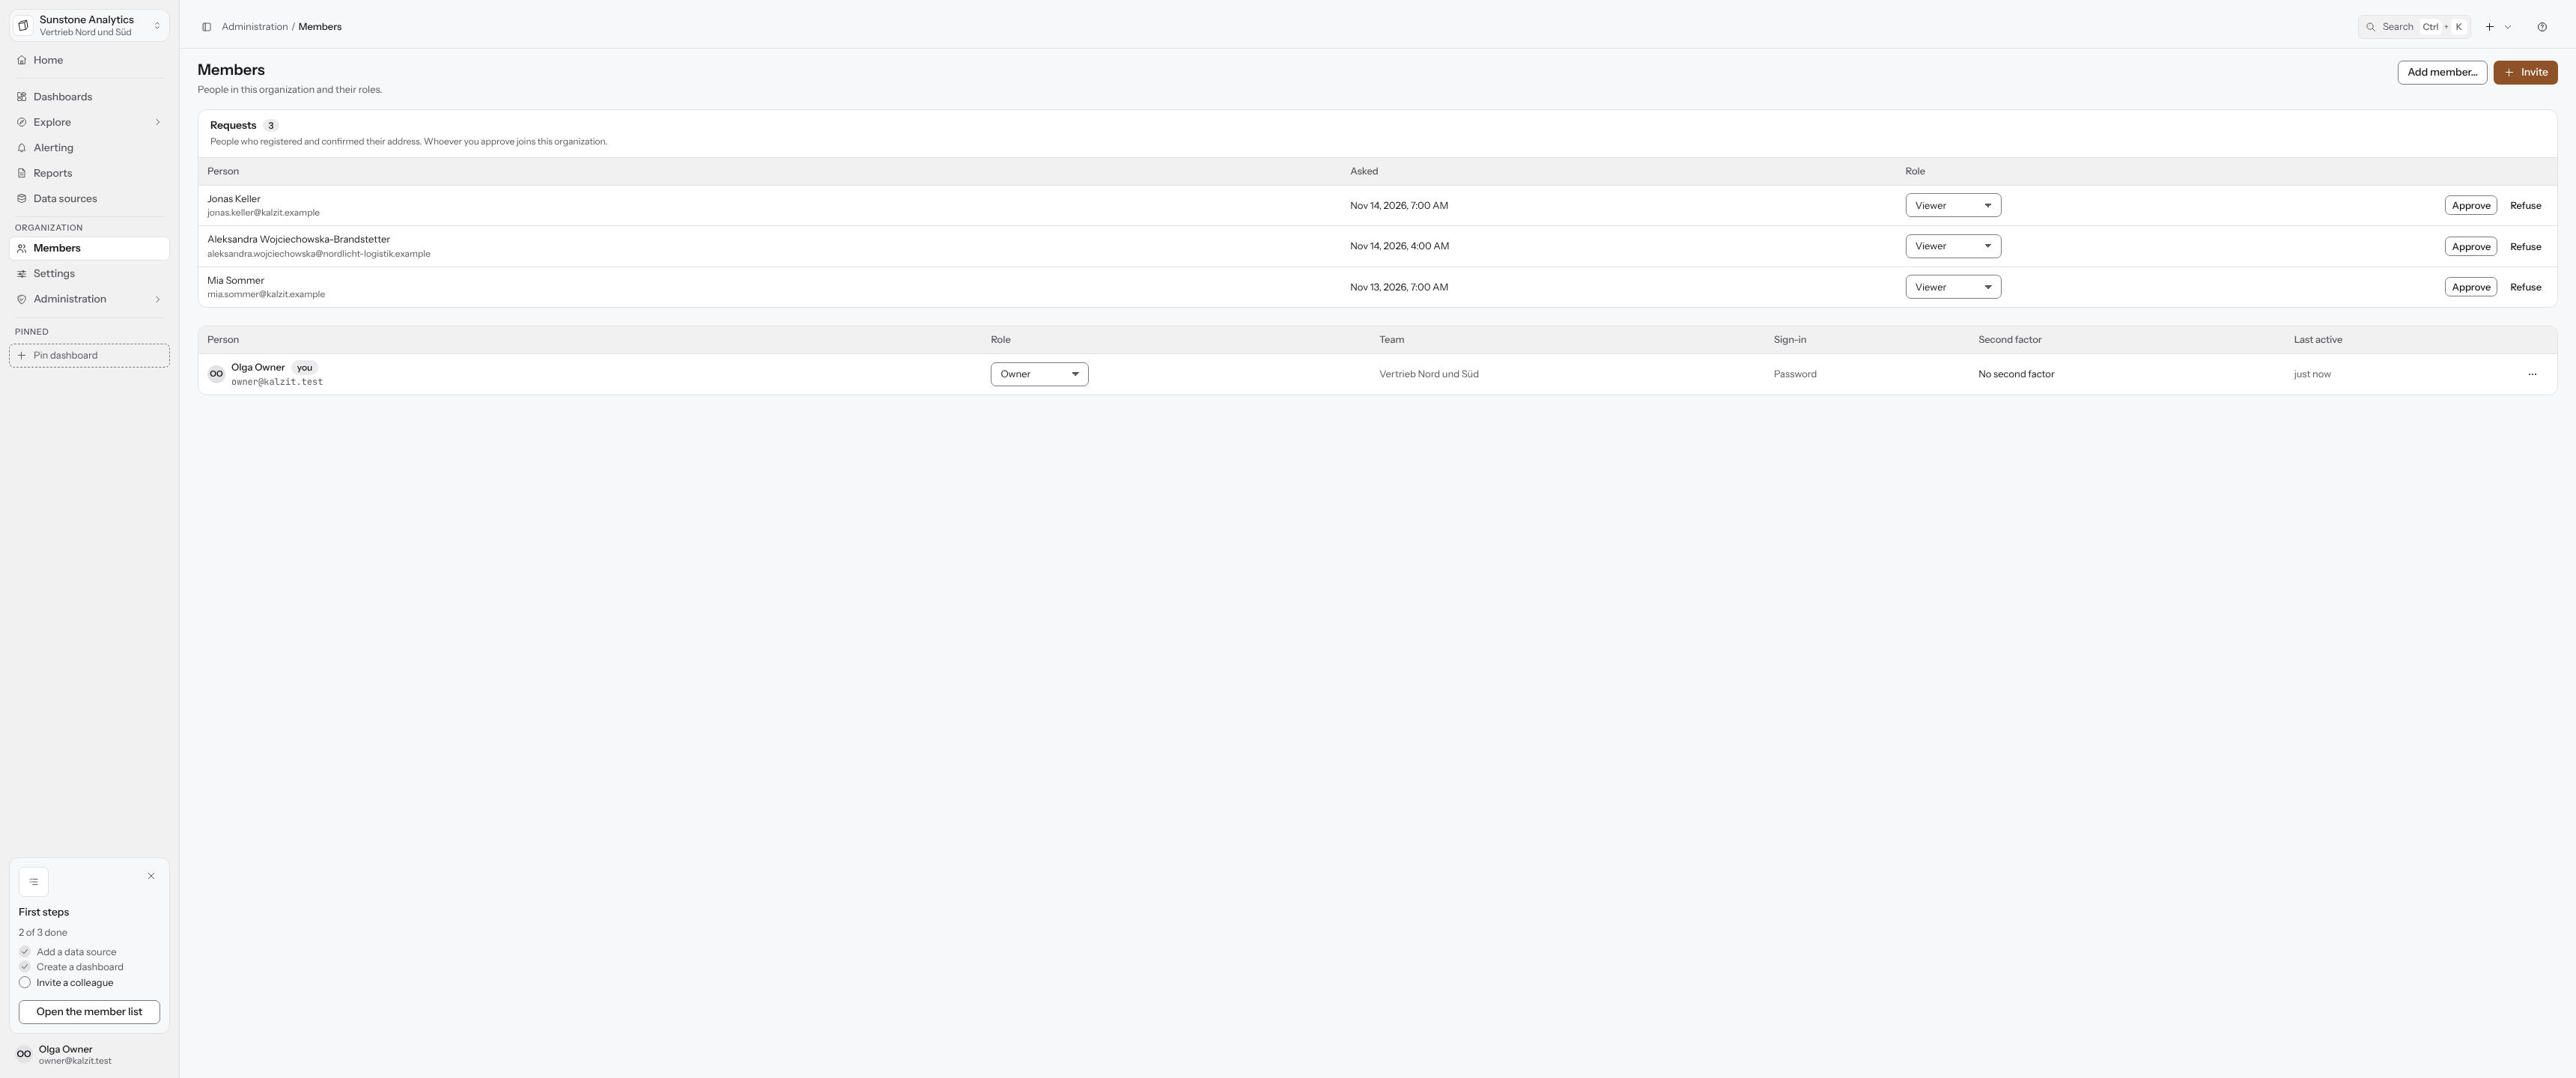 Sunstone Analytics
Vertrieb Nord und Süd
Home
Dashboards
Explore
Alerting
Reports
Data sources
ORGANIZATION
Members
Settings
Administration
PINNED
Pin dashboard
First steps
2 of 3 done
Add a data source
Create a dashboard
Invite a colleague
Open the member list
OO Olga Owner
owner@kalzit.test
Administration / Members
Search Ctrl + K
Members
People in this organization and their roles.
Add member... Invite
Requests 3
People who registered and confirmed their address. Whoever you approve joins this organization.
Person Asked Role
Jonas Keller
jonas.keller@kalzit.example
Nov 14, 2026, 7:00 AM Viewer Approve Refuse
Aleksandra Wojciechowska-Brandstetter
aleksandra.wojciechowska@nordlicht-logistik.example
Nov 14, 2026, 4:00 AM Viewer Approve Refuse
Mia Sommer
mia.sommer@kalzit.example
Nov 13, 2026, 7:00 AM Viewer Approve Refuse
Person Role Team Sign-in Second factor Last active
OO Olga Owner you
owner@kalzit.test
Owner Vertrieb Nord und Süd Password No second factor just now